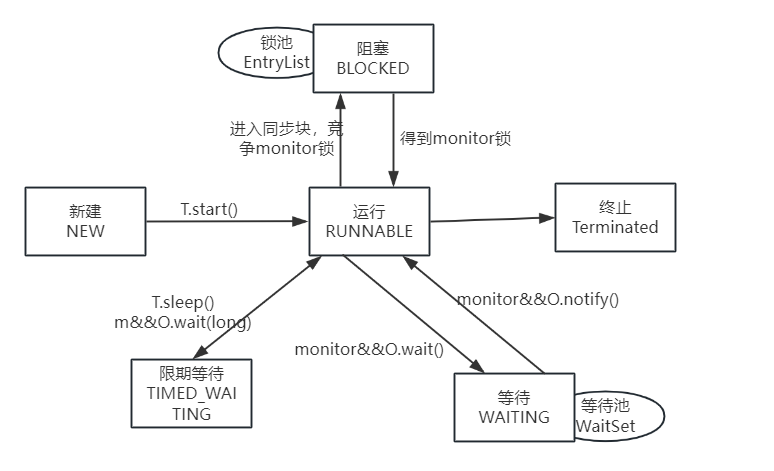 锁池
EntryList
阻塞
BLOCKED
进入同步块，竞
争monitor锁
得到monitor锁
新建
NEW
T.start()
运行
RUNNABLE
终止
Terminated
T.sleep()
m&&O.wait(long)
monitor&&O.notify()
monitor&&O.wait()
限期等待
TIMED_WAI
TING
等待
WAITING
等待池
WaitSet